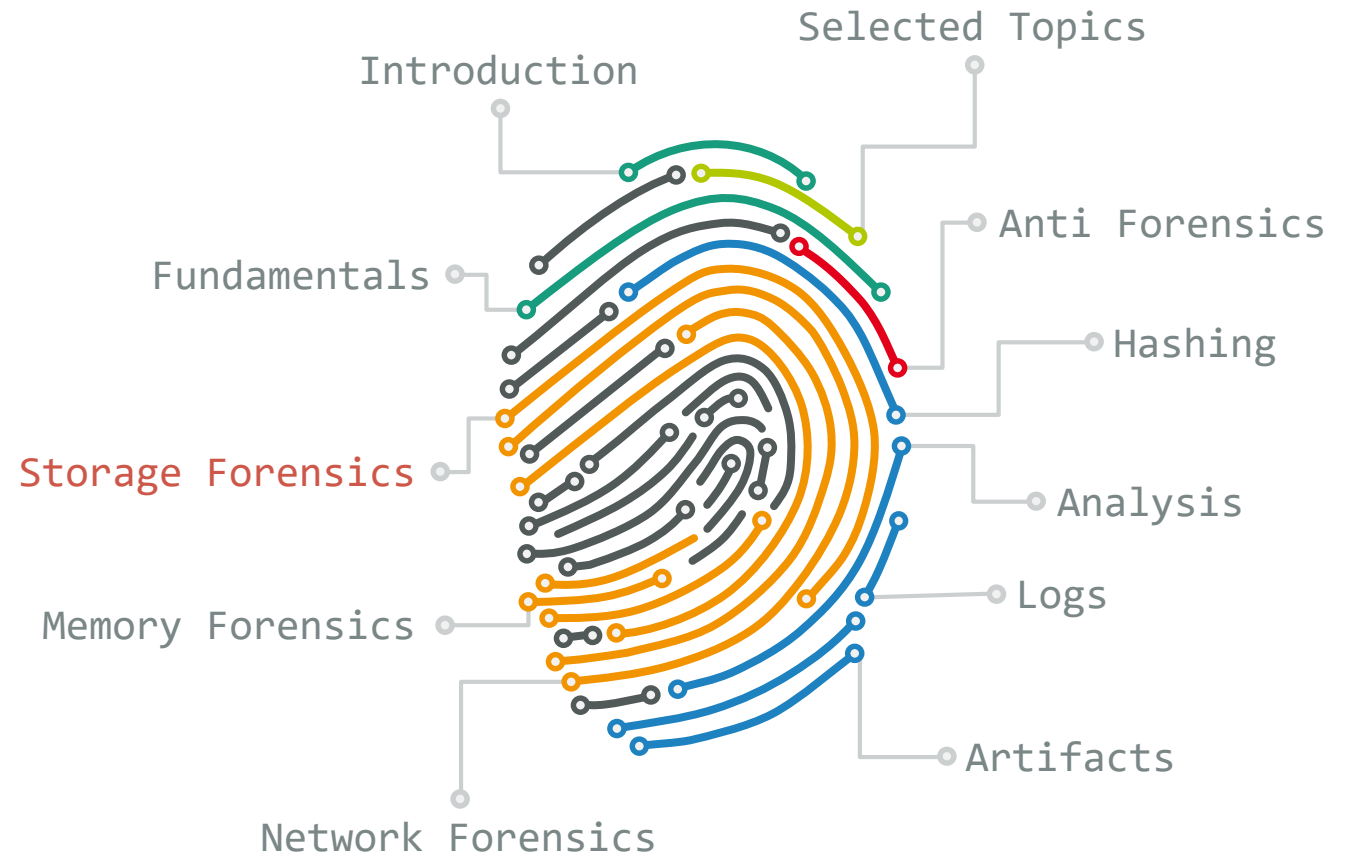 Selected Topics
Introduction
Anti Forensics
Fundamentals
Hashing
Storage Forensics
Analysis
Logs
Memory Forensics
Artifacts
Network Forensics